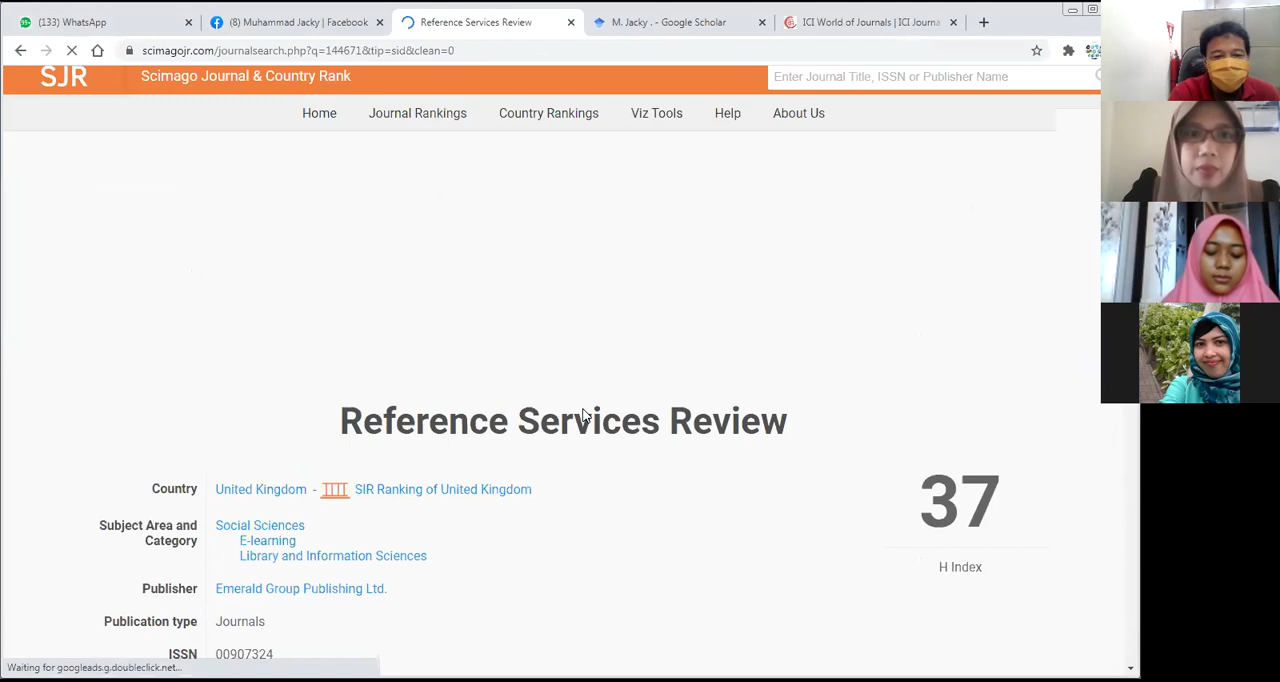 (133) WhatsApp
(8) Muhammad Jacky | Facebook
Reference Services Review
M. Jacky . - Google Scholar
ICI World of Journals | ICI Journa
scimagojr.com/journalsearch.php?q=144671&tip=sid&clean=0
SJR
Scimago Journal & Country Rank
Enter Journal Title, ISSN or Publisher Name
Home
Journal Rankings
Country Rankings
Viz Tools
Help
About Us
Reference Services Review
Country
United Kingdom - SIR Ranking of United Kingdom
Subject Area and
Category
Social Sciences
E-learning
Library and Information Sciences
Publisher
Emerald Group Publishing Ltd.
Publication type
Journals
ISSN
00907324
37
H Index
Waiting for googleads.g.doubleclick.net...